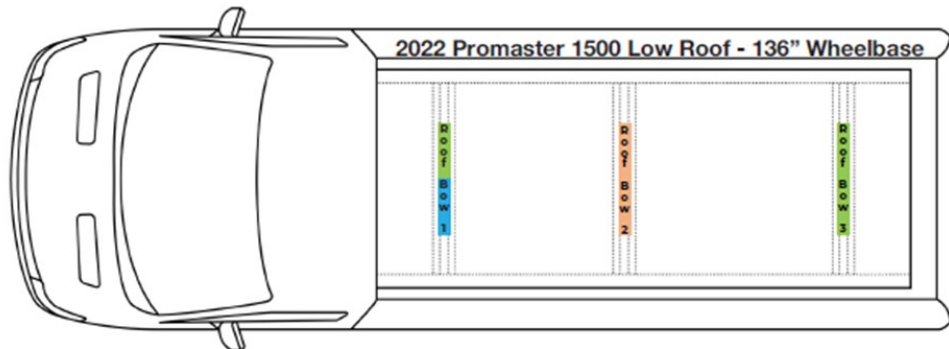 2022 Promaster 1500 Low Roof - 136” Wheelbase
Roof Bow 1
Roof Bow 2
Roof Bow 3